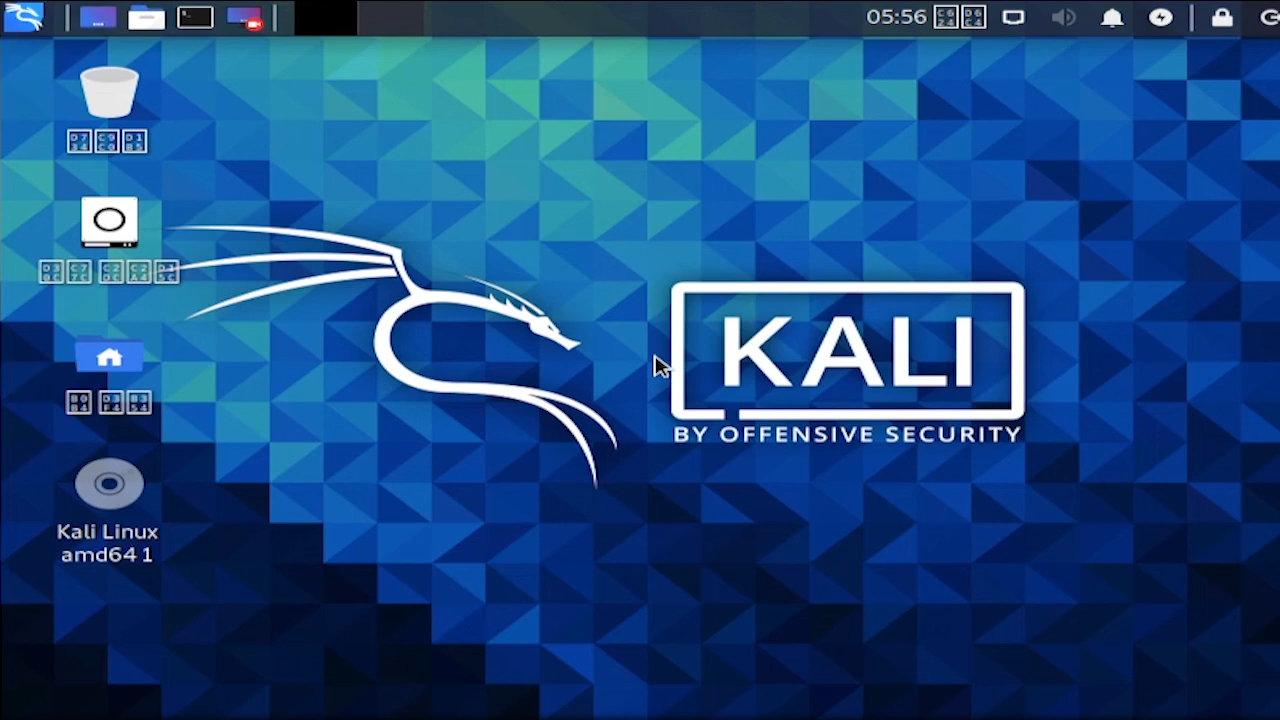 05:56
KALI
BY OFFENSIVE SECURITY
Kali Linux
amd64 1